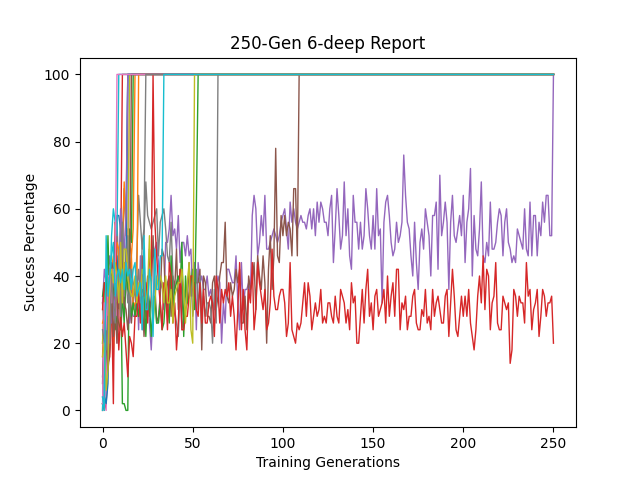 250-Gen 6-deep Report
100
80
60
40
20
0
Success Percentage
0 50 100 150 200 250
Training Generations